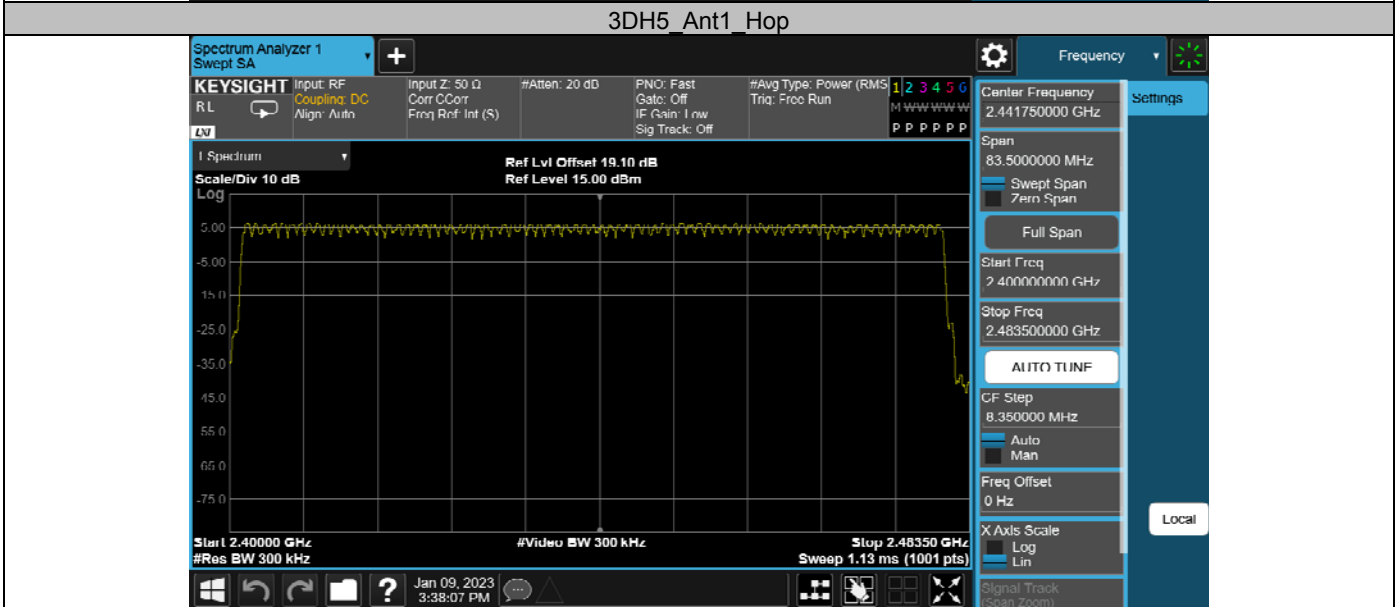 3DH5_Ant1_Hop
Spectrum Analyzer 1
Swept SA
+
Frequency
KEYSIGHT
RL
LXI
Input: RF
Coupling: DC
Align: Auto
Input Z: 50 Ω
Corr CCorr
Freq Ref: Int (S)
#Atten: 20 dB
PNO: Fast
Gate: Off
IF Gain: Low
Sig Track: Off
#Avg Type: Power (RMS
Trig: Free Run
1 2 3 4 5 6
M W W W W W
P P P P P P
Center Frequency
2.441750000 GHz
Settings
Span
83.5000000 MHz
Swept Span
Zero Span
Full Span
Start Freq
2.400000000 GHz
Stop Freq
2.483500000 GHz
AUTO TUNE
CF Step
8.350000 MHz
Auto
Man
Freq Offset
0 Hz
X Axis Scale
Log
Lin
Signal Track
(Span Zoom)
Local
1 Spectrum
Scale/Div 10 dB
Log
Ref Lvl Offset 19.10 dB
Ref Level 15.00 dBm
5.00
-5.00
-15.0
-25.0
-35.0
-45.0
-55.0
-65.0
-75.0
Start 2.40000 GHz
#Res BW 300 kHz
#Video BW 300 kHz
Stop 2.48350 GHz
Sweep 1.13 ms (1001 pts)
?
Jan 09, 2023
3:38:07 PM